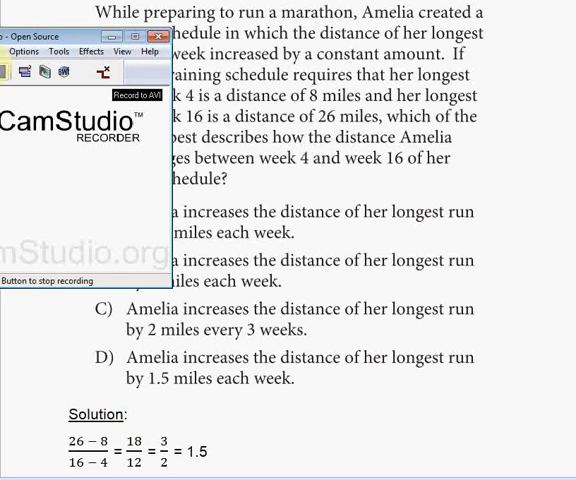 While preparing to run a marathon, Amelia created a
- Open Source
hedule in which the distance of her longest
Options Tools Effects View Help
week increased by a constant amount. If
raining schedule requires that her longest
Record to AVI
k 4 is a distance of 8 miles and her longest
CamStudio™
RECORDER
k 16 is a distance of 26 miles, which of the
best describes how the distance Amelia
ges between week 4 and week 16 of her
hedule?
a increases the distance of her longest run
miles each week.
mStudio.org
a increases the distance of her longest run
miles each week.
Button to stop recording
C) Amelia increases the distance of her longest run
by 2 miles every 3 weeks.
D) Amelia increases the distance of her longest run
by 1.5 miles each week.
Solution:
26 − 8 / 16 − 4 = 18 / 12 = 3 / 2 = 1.5